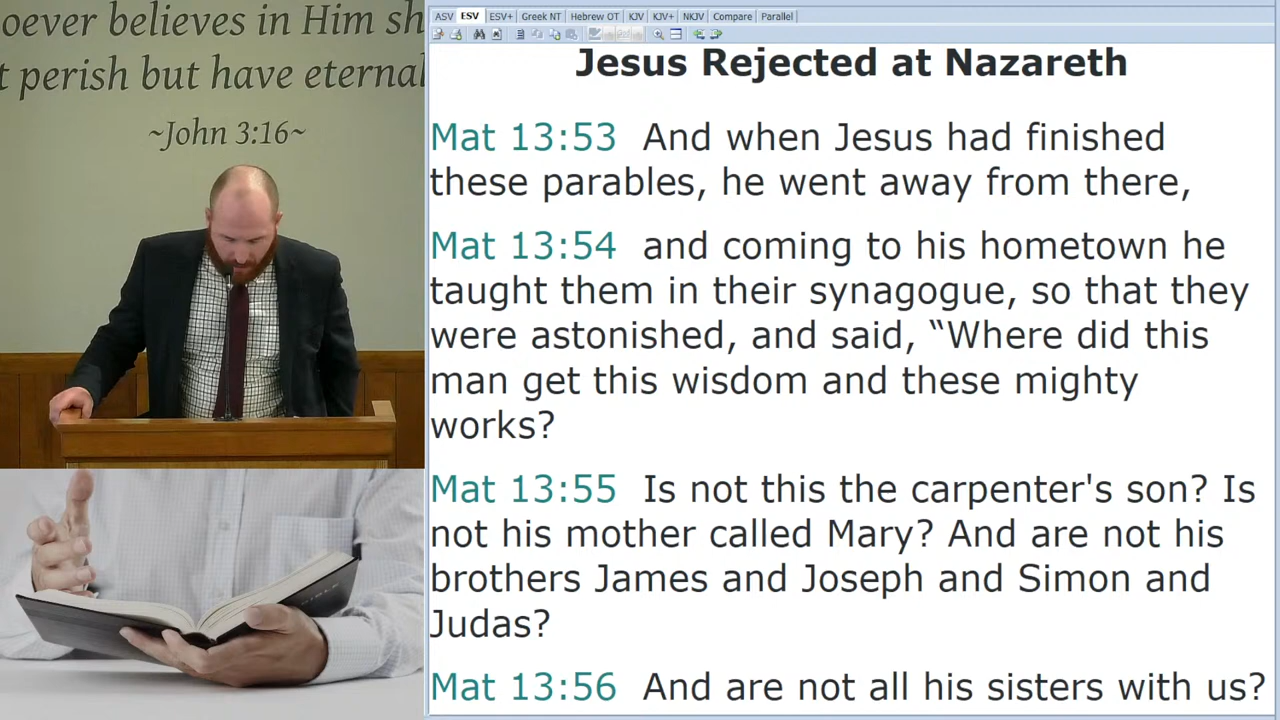 oever believes in Him sh
t perish but have eternal
~John 3:16~
ASV ESV ESV+ Greek NT Hebrew OT KJV KJV+ NKJV Compare Parallel
Jesus Rejected at Nazareth
Mat 13:53 And when Jesus had finished
these parables, he went away from there,
Mat 13:54 and coming to his hometown he
taught them in their synagogue, so that they
were astonished, and said, “Where did this
man get this wisdom and these mighty
works?
Mat 13:55 Is not this the carpenter's son? Is
not his mother called Mary? And are not his
brothers James and Joseph and Simon and
Judas?
Mat 13:56 And are not all his sisters with us?